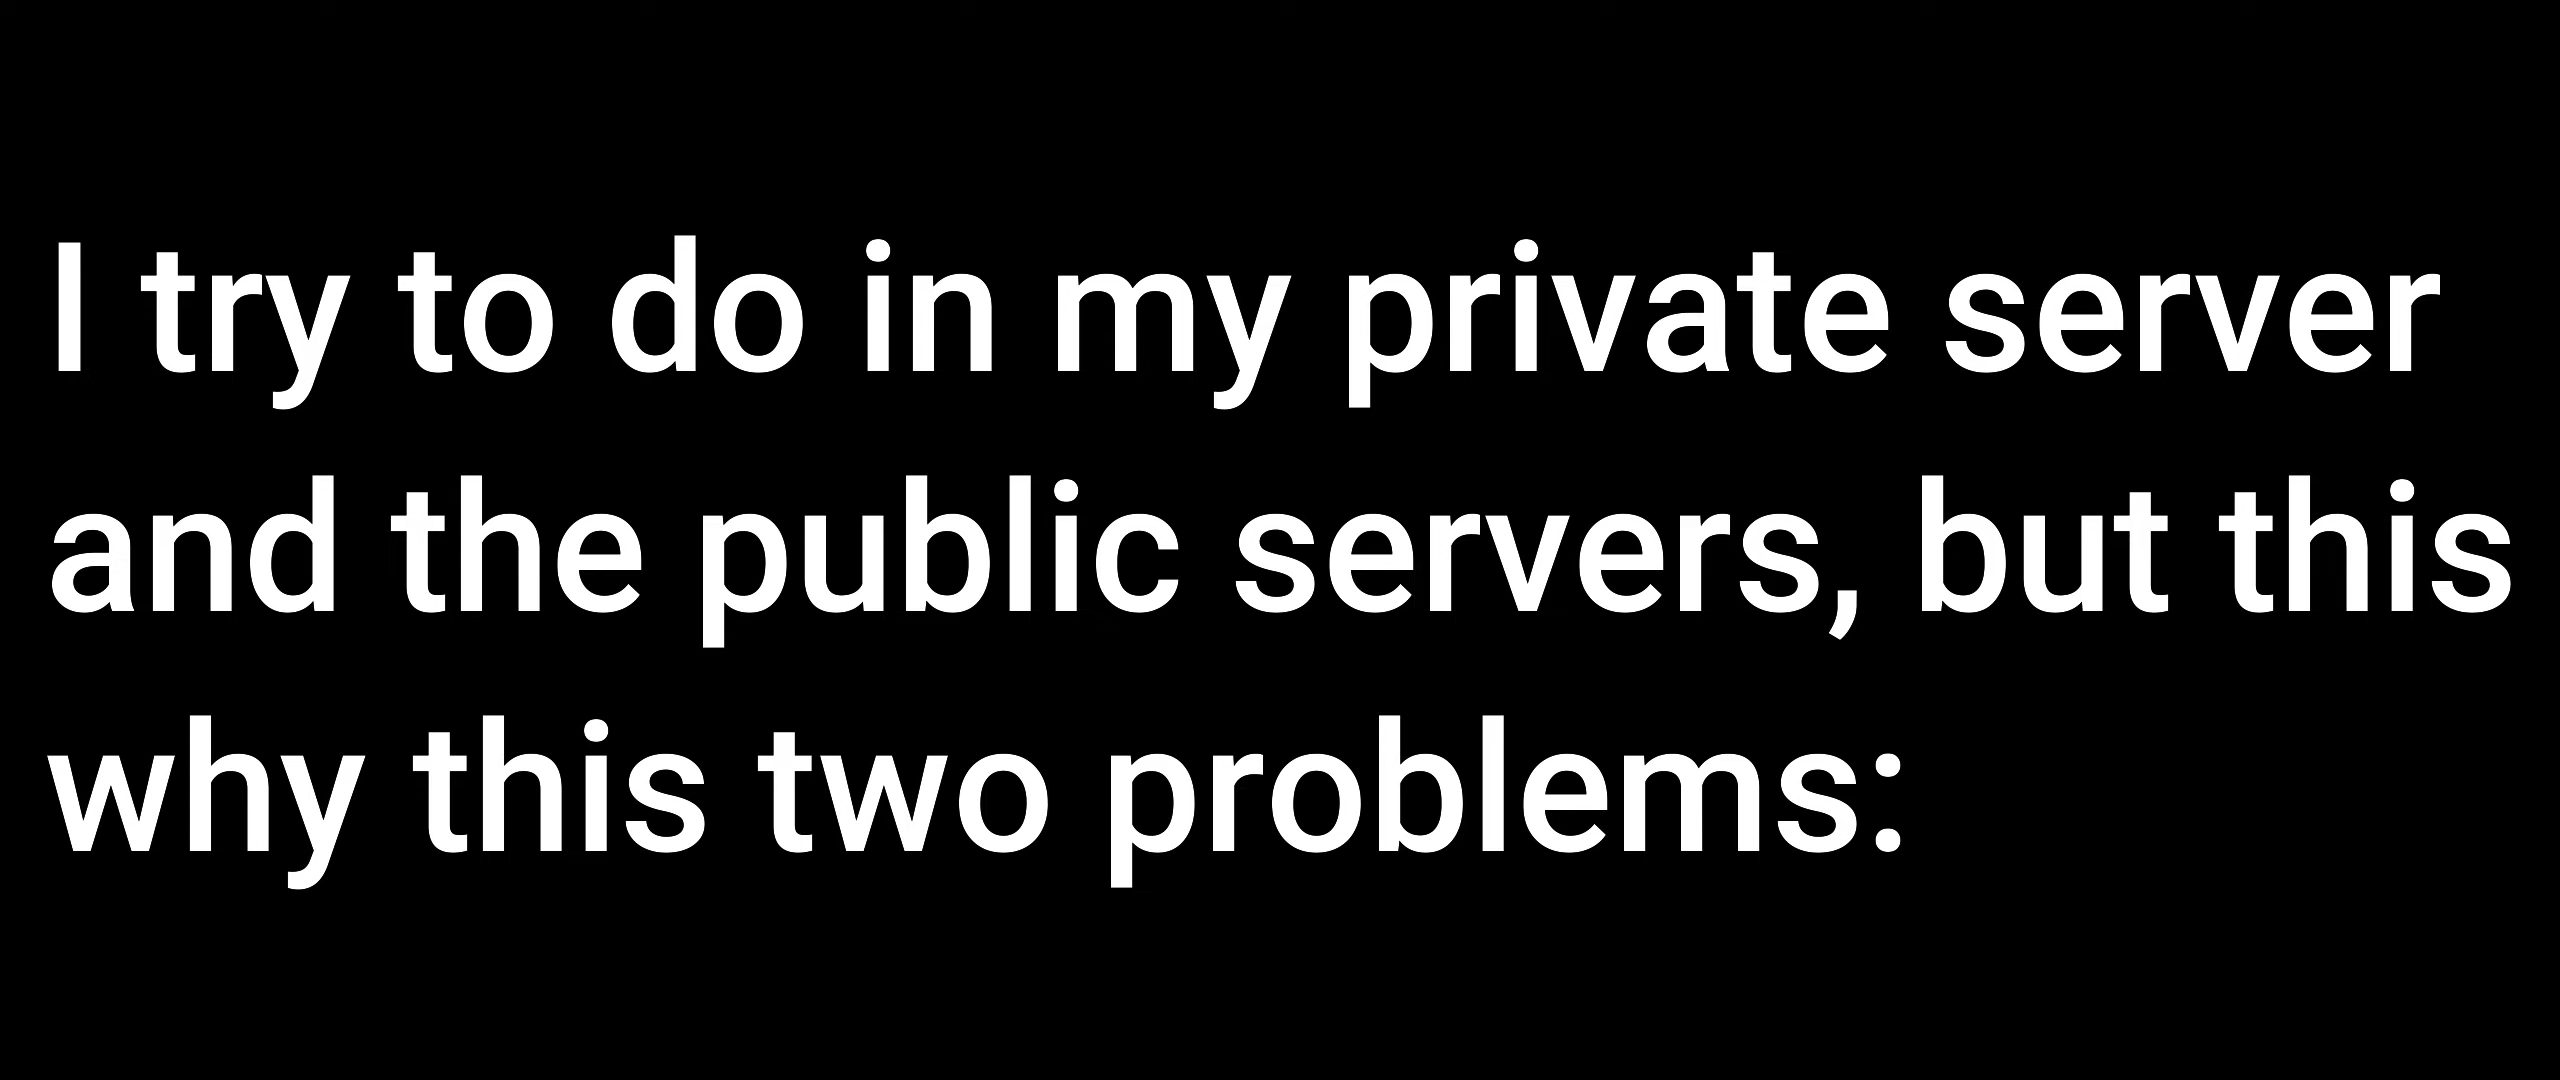 I try to do in my private server
and the public servers, but this
why this two problems: